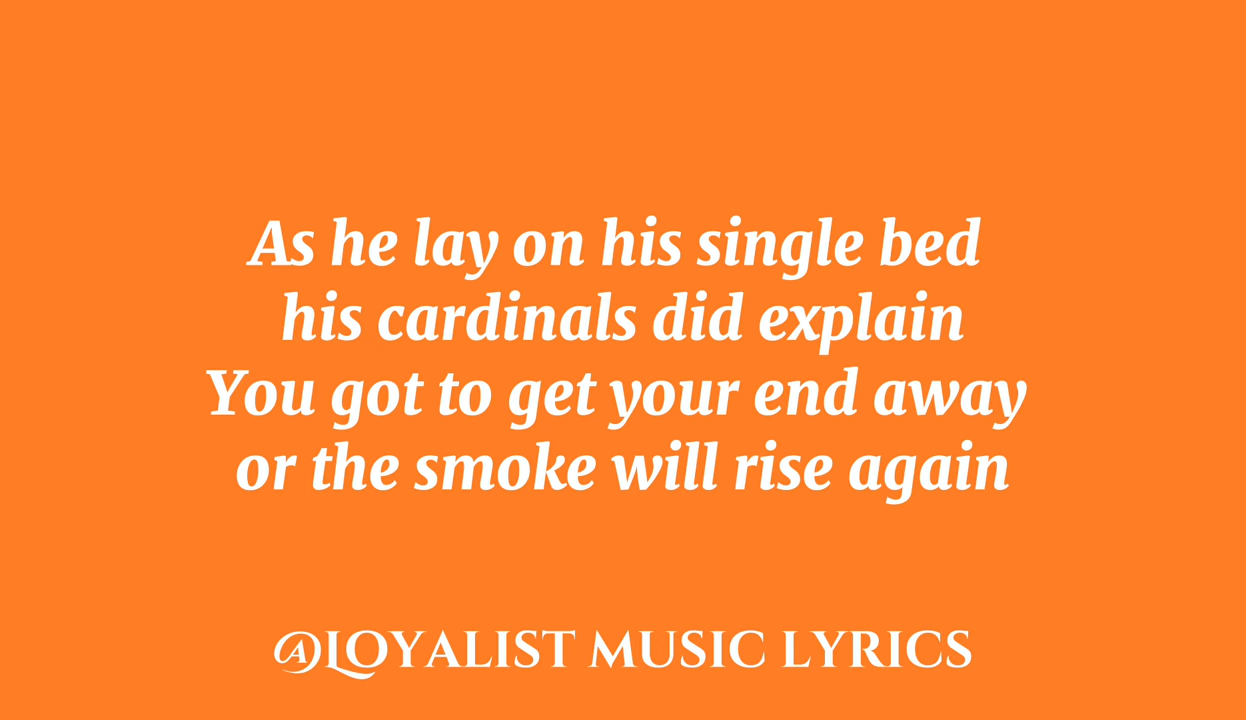 As he lay on his single bed
his cardinals did explain
You got to get your end away
or the smoke will rise again
@LOYALIST MUSIC LYRICS